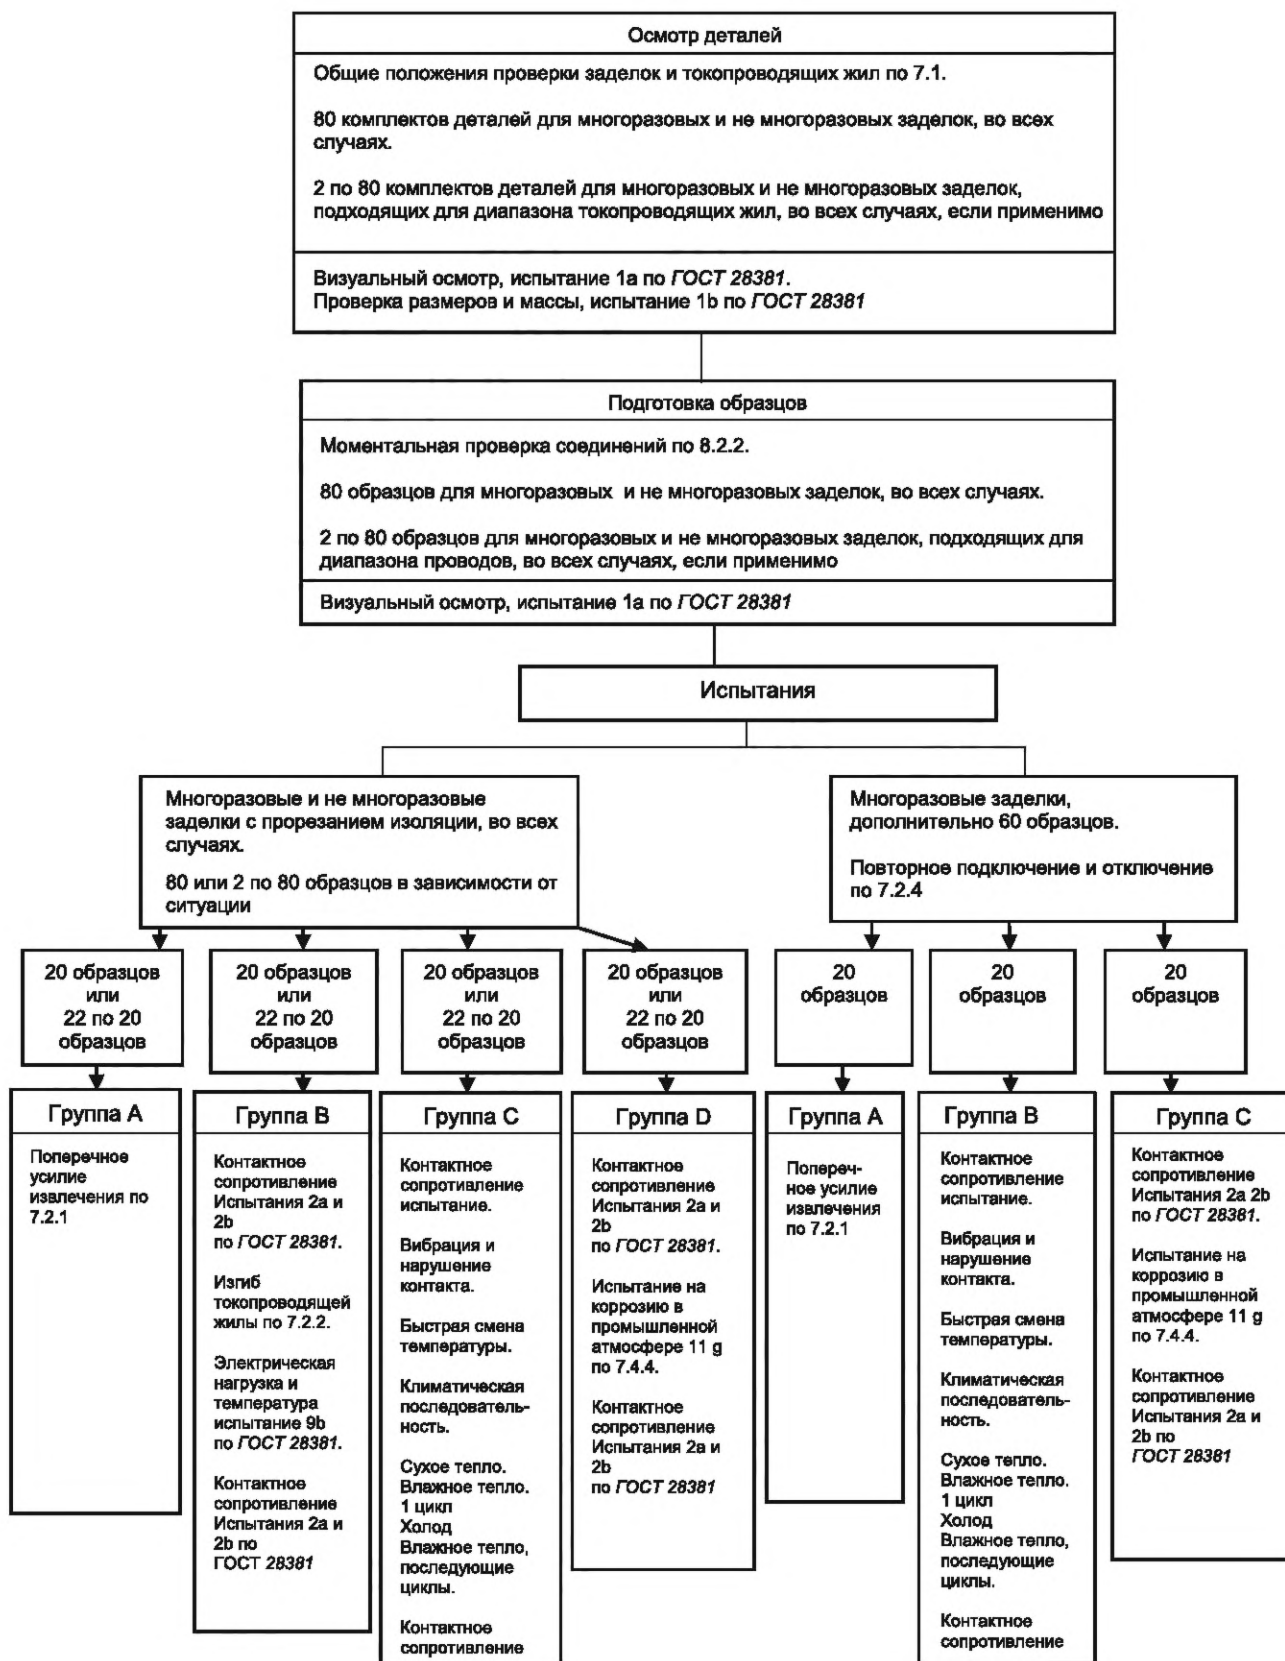 Осмотр деталей
Общие положения проверки заделок и токопроводящих жил по 7.1.
80 комплектов деталей для многоразовых и не многоразовых заделок, во всех
случаях.
2 по 80 комплектов деталей для многоразовых и не многоразовых заделок,
подходящих для диапазона токопроводящих жил, во всех случаях, если применимо
Визуальный осмотр, испытание 1a по ГОСТ 28381.
Проверка размеров и массы, испытание 1b по ГОСТ 28381
Подготовка образцов
Моментальная проверка соединений по 8.2.2.
80 образцов для многоразовых и не многоразовых заделок, во всех случаях.
2 по 80 образцов для многоразовых и не многоразовых заделок, подходящих для
диапазона проводов, во всех случаях, если применимо
Визуальный осмотр, испытание 1a по ГОСТ 28381
Испытания
Многоразовые и не многоразовые
заделки с прорезанием изоляции, во всех
случаях.
80 или 2 по 80 образцов в зависимости от
ситуации
Многоразовые заделки,
дополнительно 60 образцов.
Повторное подключение и отключение
по 7.2.4
20 образцов
или
22 по 20
образцов
20 образцов
или
22 по 20
образцов
20 образцов
или
22 по 20
образцов
20 образцов
или
22 по 20
образцов
20
образцов
20
образцов
20
образцов
Группа A
Поперечное
усилие
извлечения по
7.2.1
Группа B
Контактное
сопротивление
Испытания 2a и
2b
по ГОСТ 28381.
Изгиб
токопроводящей
жилы по 7.2.2.
Электрическая
нагрузка и
температура
испытание 9b
по ГОСТ 28381.
Контактное
сопротивление
Испытания 2a и
2b по
ГОСТ 28381
Группа C
Контактное
сопротивление
испытание.
Вибрация и
нарушение
контакта.
Быстрая смена
температуры.
Климатическая
последователь-
ность.
Сухое тепло.
Влажное тепло.
1 цикл
Холод
Влажное тепло,
последующие
циклы.
Контактное
сопротивление
Группа D
Контактное
сопротивление
Испытания 2a и
2b
по ГОСТ 28381.
Испытание на
коррозию в
промышленной
атмосфере 11 g
по 7.4.4.
Контактное
сопротивление
Испытания 2a и
2b
по ГОСТ 28381
Группа A
Попереч-
ное усилие
извлечения
по 7.2.1
Группа B
Контактное
сопротивление
испытание.
Вибрация и
нарушение
контакта.
Быстрая смена
температуры.
Климатическая
последователь-
ность.
Сухое тепло.
Влажное тепло.
1 цикл
Холод
Влажное тепло,
последующие
циклы.
Контактное
сопротивление
Группа C
Контактное
сопротивление
Испытания 2a 2b
по ГОСТ 28381.
Испытание на
коррозию в
промышленной
атмосфере 11 g
по 7.4.4.
Контактное
сопротивление
Испытания 2a и
2b по
ГОСТ 28381